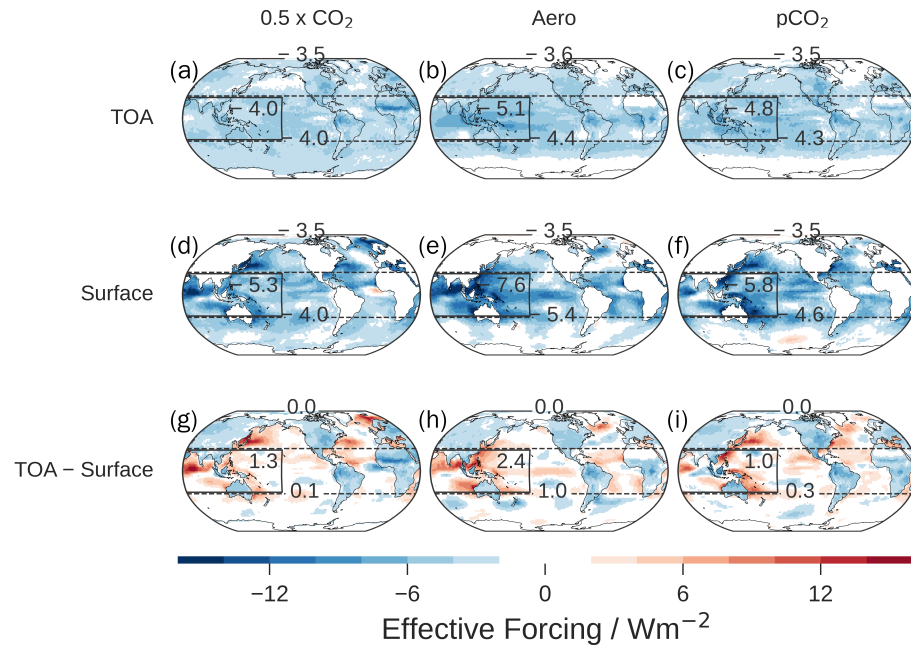 0.5 x CO₂ Aero pCO₂
TOA
(a) − 3.5 − 4.0 − 4.0
(b) − 3.6 − 5.1 − 4.4
(c) − 3.5 − 4.8 − 4.3
Surface
(d) − 3.5 − 5.3 − 4.0
(e) − 3.5 − 7.6 − 5.4
(f) − 3.5 − 5.8 − 4.6
TOA − Surface
(g) 0.0 1.3 0.1
(h) 0.0 2.4 1.0
(i) 0.0 1.0 0.3
−12 −6 0 6 12
Effective Forcing / Wm⁻²